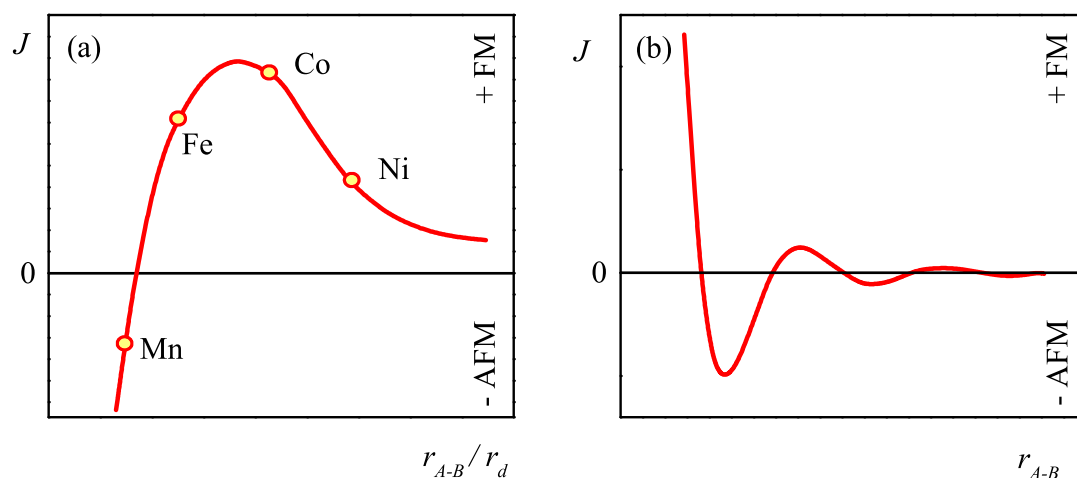 J
(a)
Co
+ FM
Fe
Ni
0
Mn
- AFM
r_{A-B} / r_d
J
(b)
+ FM
0
- AFM
r_{A-B}